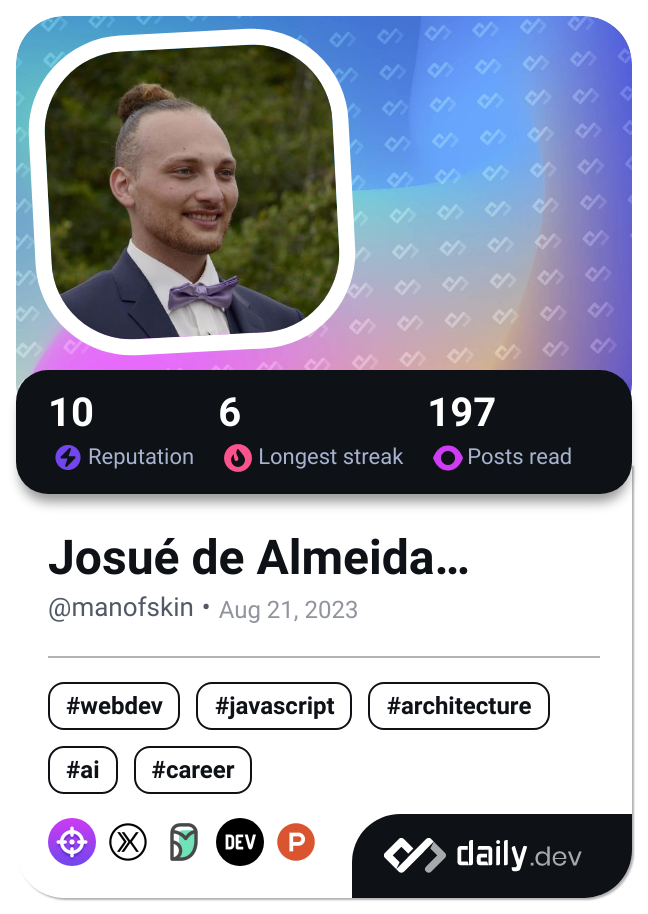 10 6 197
Reputation Longest streak Posts read
Josué de Almeida…
@manofskin • Aug 21, 2023
#webdev #javascript #architecture
#ai #career
DEV P daily.dev